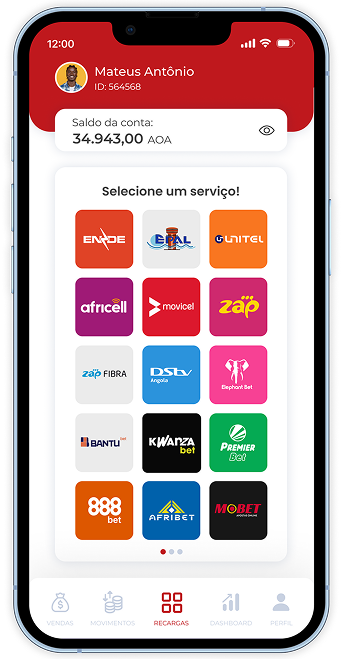 12:00
Mateus Antônio
ID: 564568
Saldo da conta:
34.943,00 AOA
Selecione um serviço!
ENDE
EPAL
UNITEL
africell
movicel
zap
zap FIBRA
DStv
Angola
Elephant Bet
BANTU bet
KWANZA
bet
PREMIER
Bet
888
bet
AFRIBET
MOBET
VENDAS
MOVIMENTOS
RECARGAS
DASHBOARD
PERFIL